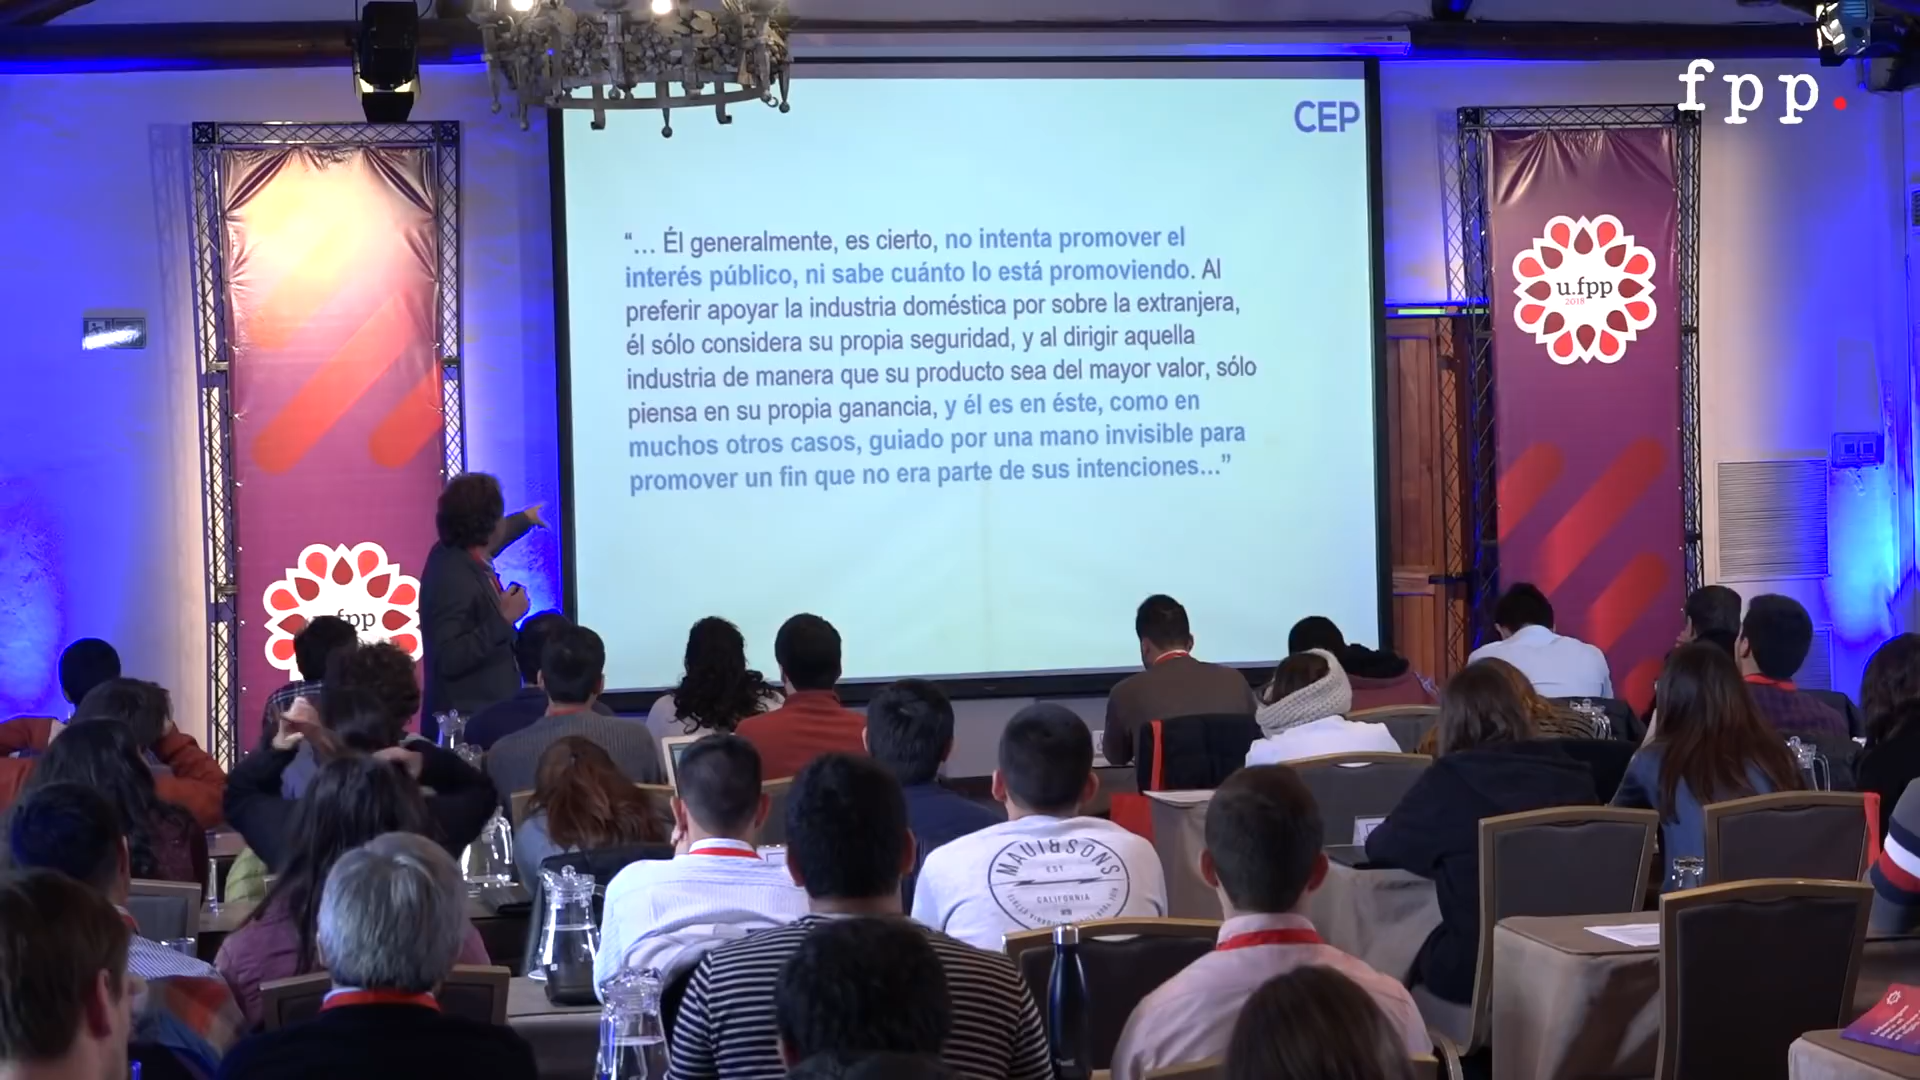 fpp.
CEP
“... Él generalmente, es cierto, no intenta promover el
interés público, ni sabe cuánto lo está promoviendo. Al
preferir apoyar la industria doméstica por sobre la extranjera,
él sólo considera su propia seguridad, y al dirigir aquella
industria de manera que su producto sea del mayor valor, sólo
piensa en su propia ganancia, y él es en éste, como en
muchos otros casos, guiado por una mano invisible para
promover un fin que no era parte de sus intenciones...”
u.fpp
2018
fpp
MAUI&SONS
EST
CALIFORNIA